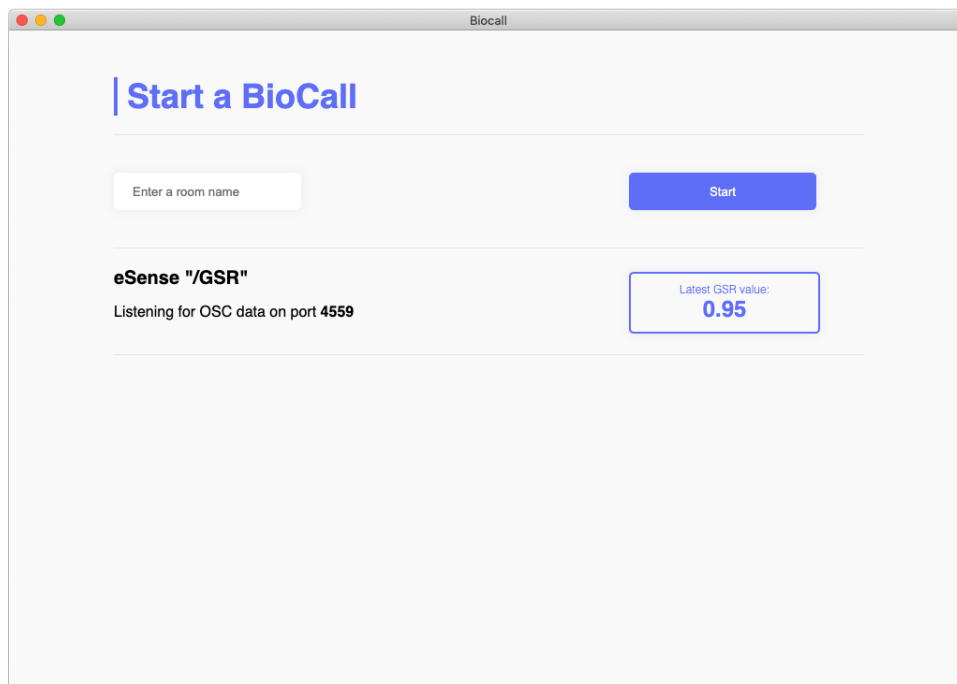 Biocall
Start a BioCall
Enter a room name
Start
eSense "/GSR"
Listening for OSC data on port 4559
Latest GSR value:
0.95